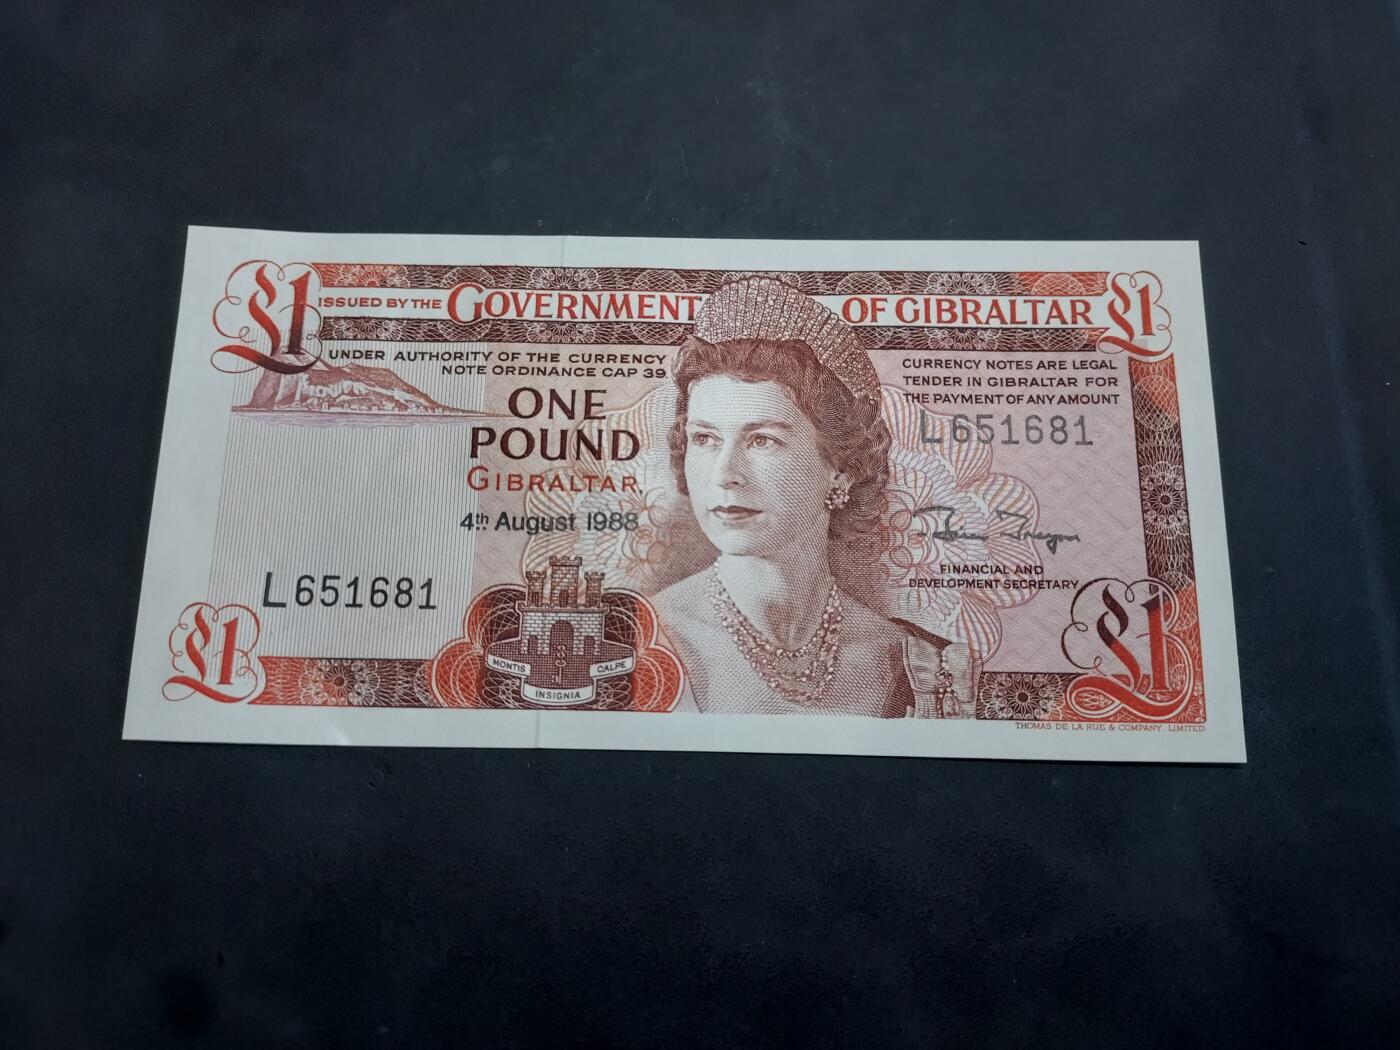 £1
ISSUED BY THE GOVERNMENT OF GIBRALTAR
£1
UNDER AUTHORITY OF THE CURRENCY
NOTE ORDINANCE CAP 39.
CURRENCY NOTES ARE LEGAL
TENDER IN GIBRALTAR FOR
THE PAYMENT OF ANY AMOUNT
L651681
ONE
POUND
GIBRALTAR,
4th August 1988
FINANCIAL AND
DEVELOPMENT SECRETARY
L651681
£1
MONTIS
INSIGNIA
CALPE
£1
THOMAS DE LA RUE & COMPANY, LIMITED